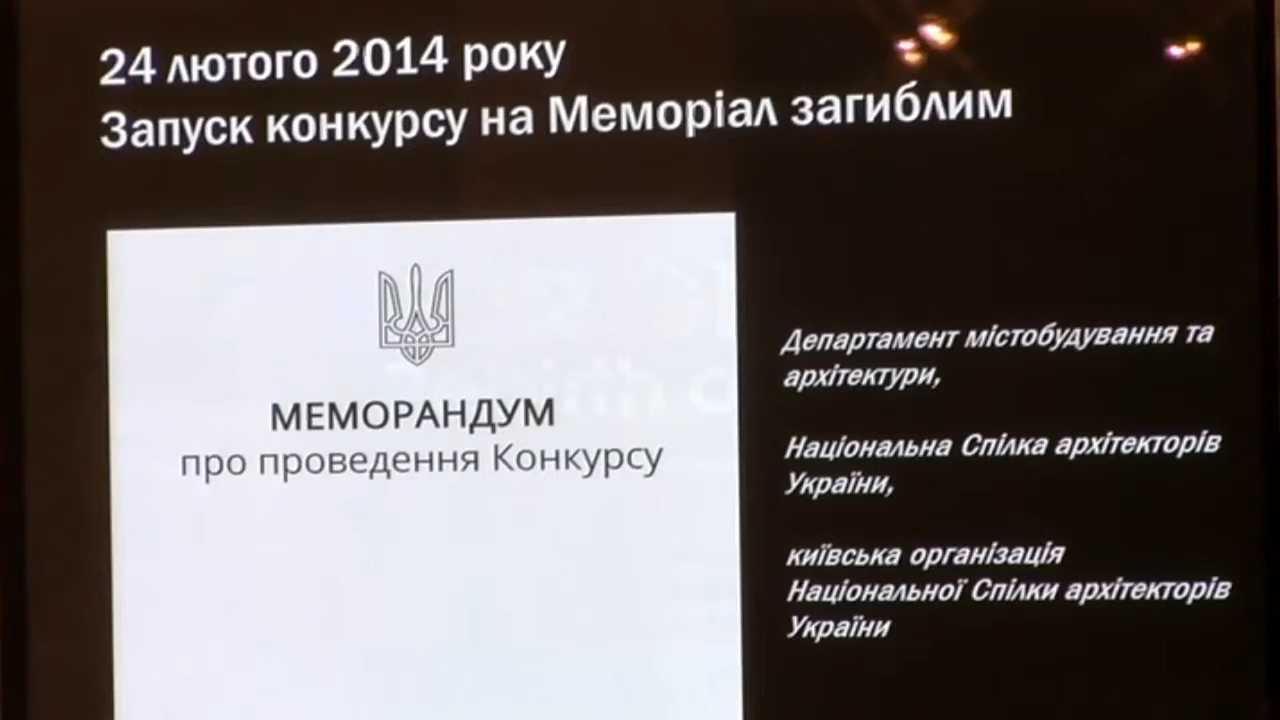 24 лютого 2014 року
Запуск конкурсу на Меморіал загиблим
МЕМОРАНДУМ
про проведення Конкурсу
Департамент містобудування та
архітектури,
Національна Спілка архітекторів
України,
київська організація
Національної Спілки архітекторів
України